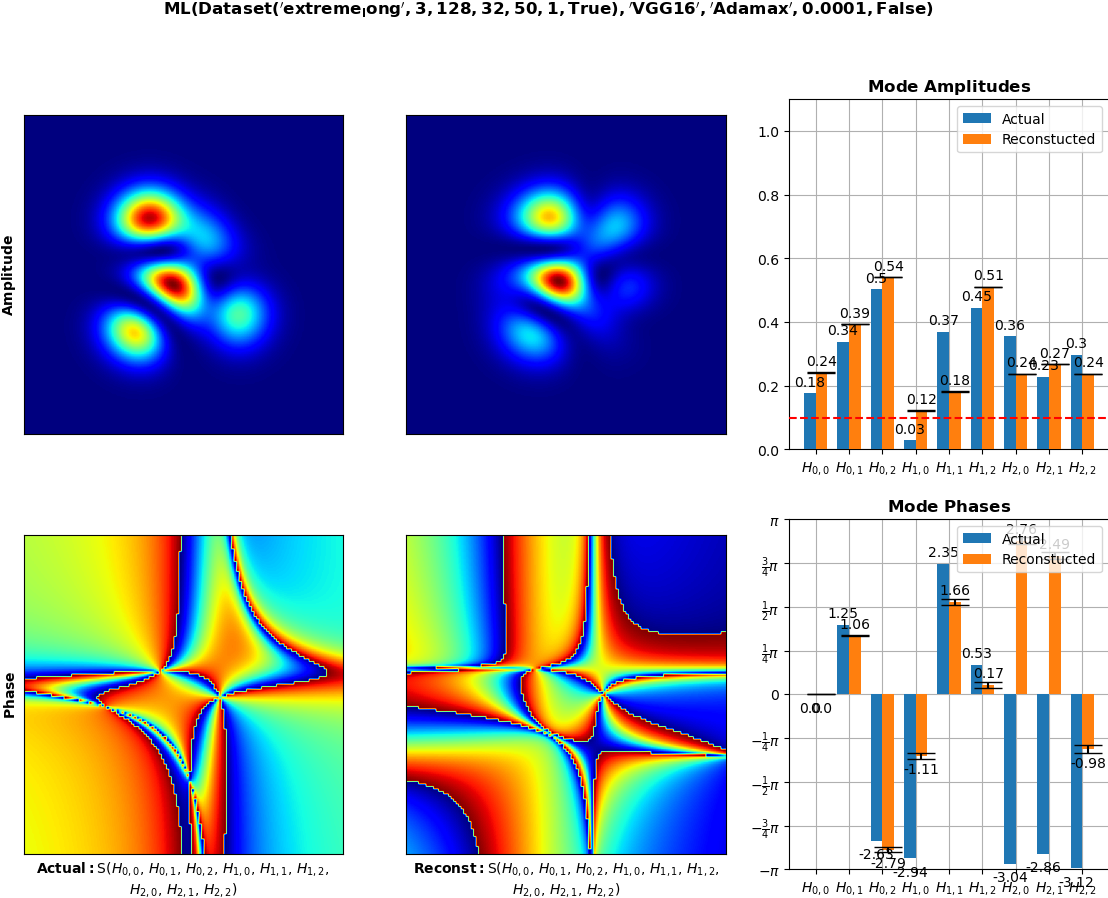 ML(Dataset('extreme_long', 3, 128, 32, 50, 1, True), 'VGG16', 'Adamax', 0.0001, False)
Amplitude
Mode Amplitudes
Actual
Reconstucted
1.0
0.8
0.6
0.4
0.2
0.0
0.18
0.24
0.34
0.39
0.5
0.54
0.03
0.12
0.37
0.18
0.45
0.51
0.36
0.24
0.23
0.27
0.3
0.24
H0,0 H0,1 H0,2 H1,0 H1,1 H1,2 H2,0 H2,1 H2,2
Phase
Mode Phases
Actual
Reconstucted
π
3/4π
1/2π
1/4π
0
−1/4π
−1/2π
−3/4π
−π
0.0
0.0
1.25
1.06
-2.63
-2.79
-2.94
-1.11
2.35
1.66
0.53
0.17
-3.04
2.76
-2.86
2.49
-3.12
-0.98
H0,0 H0,1 H0,2 H1,0 H1,1 H1,2 H2,0 H2,1 H2,2
Actual: S(H0,0, H0,1, H0,2, H1,0, H1,1, H1,2,
H2,0, H2,1, H2,2)
Reconst: S(H0,0, H0,1, H0,2, H1,0, H1,1, H1,2,
H2,0, H2,1, H2,2)